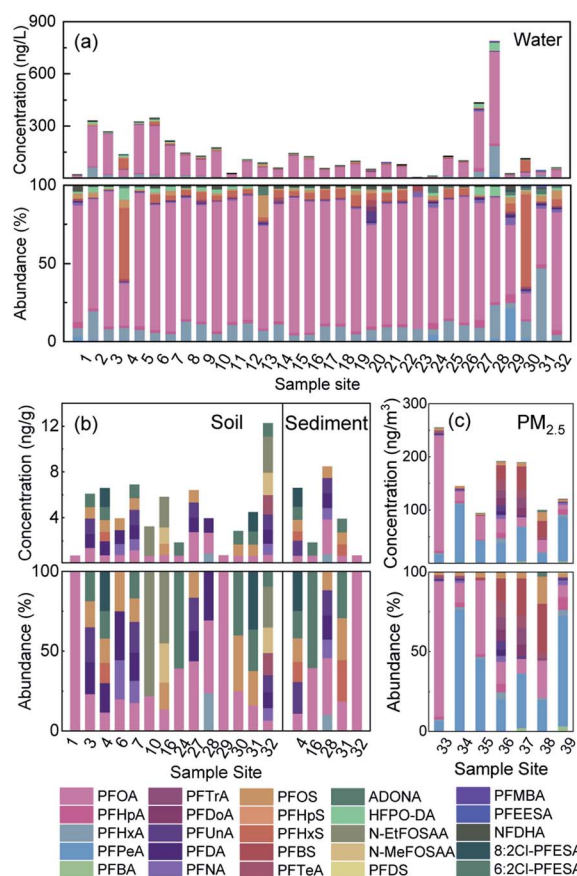 (a)
Water
Concentration (ng/L)
900
600
300
Abundance (%)
100
50
0
1 2 3 4 5 6 7 8 9 10 11 12 13 14 15 16 17 18 19 20 21 22 23 24 25 26 27 28 29 30 31 32
Sample site
(b)
Soil
Sediment
Concentration (ng/g)
12
8
4
Abundance (%)
100
50
0
1 3 4 6 7 10 16 24 27 28 29 30 31 32 4 16 28 31 32
Sample Site
(c)
PM2.5
Concentration (ng/m³)
300
200
100
Abundance (%)
100
50
0
33 34 35 36 37 38 39
Sample Site
PFOA PFTrA PFOS ADONA PFMBA
PFHpA PFDoA PFHpS HFPO-DA PFEESA
PFHxA PFUnA PFHxS N-EtFOSAA NFDHA
PFPeA PFDA PFBS N-MeFOSAA 8:2Cl-PFESA
PFBA PFNA PFTeA PFDS 6:2Cl-PFESA